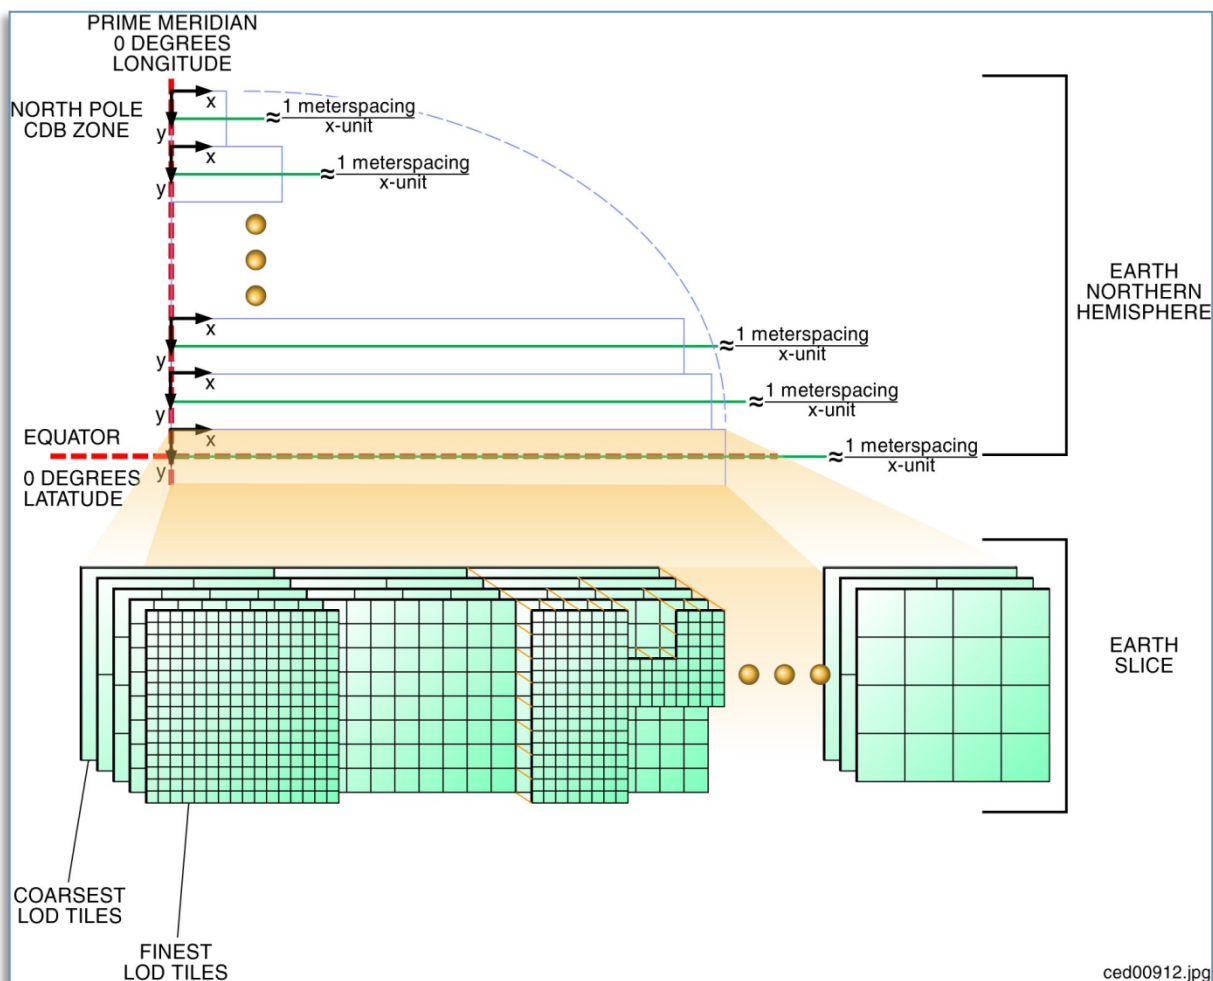 PRIME MERIDIAN
0 DEGREES
LONGITUDE
NORTH POLE
CDB ZONE
x
y
≈ 1 meterspacing
x-unit
x
y
≈ 1 meterspacing
x-unit
x
y
≈ 1 meterspacing
x-unit
x
y
≈ 1 meterspacing
x-unit
EQUATOR
x
y
≈ 1 meterspacing
x-unit
0 DEGREES
LATATUDE
EARTH
NORTHERN
HEMISPHERE
EARTH
SLICE
COARSEST
LOD TILES
FINEST
LOD TILES
ced00912.jpg